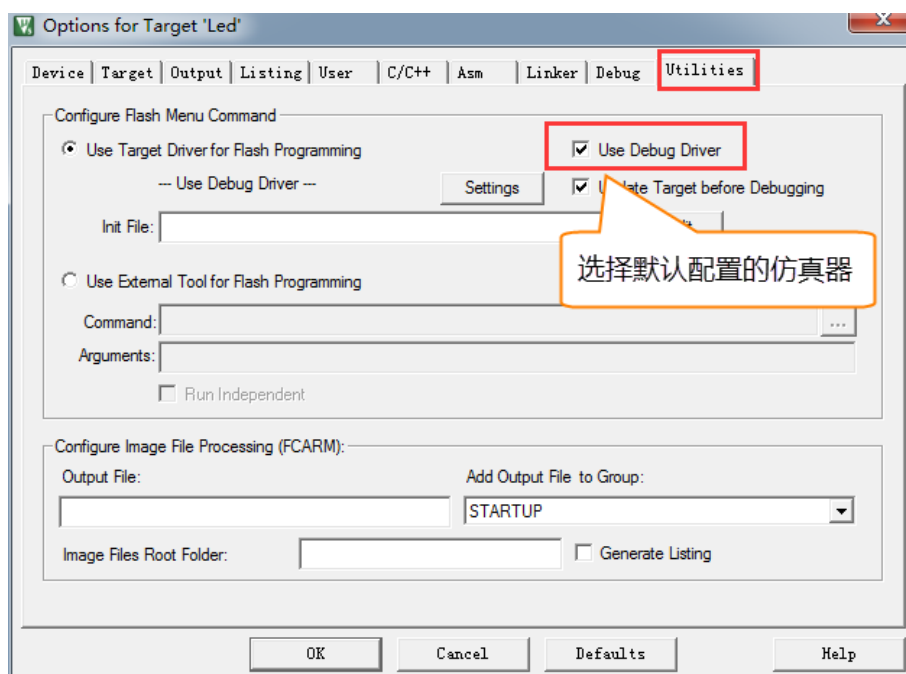 Options for Target 'Led'
Device Target Output Listing User C/C++ Asm Linker Debug Utilities
Configure Flash Menu Command
Use Target Driver for Flash Programming
Use Debug Driver
--- Use Debug Driver ---
Settings
Target before Debugging
Init File:
选择默认配置的仿真器
Use External Tool for Flash Programming
Command:
...
Arguments:
Run Independent
Configure Image File Processing (FCARM):
Output File:
Add Output File to Group:
STARTUP
Image Files Root Folder:
Generate Listing
OK Cancel Defaults Help